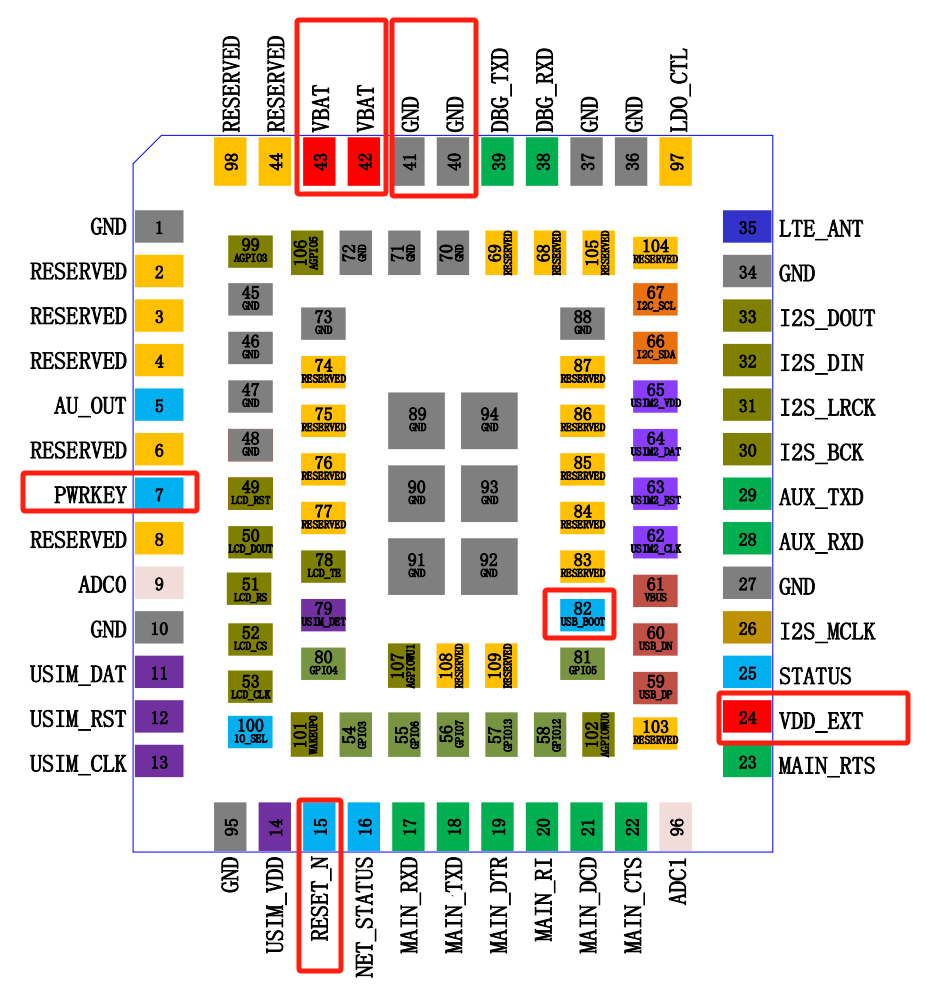 RESERVED
RESERVED
VBAT
VBAT
GND
GND
DBG_TXD
DBG_RXD
GND
GND
LDO_CTL
98
44
43
42
41
40
39
38
37
36
97
GND 1
RESERVED 2
RESERVED 3
RESERVED 4
AU_OUT 5
RESERVED 6
PWRKEY 7
RESERVED 8
ADC0 9
GND 10
USIM_DAT 11
USIM_RST 12
USIM_CLK 13
99
AGPIO3
106
AGPIO5
72
GND
71
GND
70
GND
69
RESERVED
68
RESERVED
105
RESERVED
104
RESERVED
45
GND
46
GND
47
GND
48
GND
49
LCD_RST
50
LCD_DOUT
51
LCD_RS
52
LCD_CS
53
LCD_CLK
100
IO_SEL
73
GND
74
RESERVED
75
RESERVED
76
RESERVED
77
RESERVED
78
LCD_TE
79
USIM_DET
80
GPIO4
89
GND
94
GND
90
GND
93
GND
91
GND
92
GND
88
GND
87
RESERVED
86
RESERVED
85
RESERVED
84
RESERVED
83
RESERVED
82
USB_BOOT
81
GPIO5
67
I2C_SCL
66
I2C_SDA
65
USIM2_VDD
64
USIM2_DAT
63
USIM2_RST
62
USIM2_CLK
61
VBUS
60
USB_DN
59
USB_DP
103
RESERVED
107
AGPIOWU1
108
RESERVED
109
RESERVED
101
WAKEUP0
54
GPIO3
55
GPIO6
56
GPIO7
57
GPIO13
58
GPIO12
102
AGPIOWU0
35 LTE_ANT
34 GND
33 I2S_DOUT
32 I2S_DIN
31 I2S_LRCK
30 I2S_BCK
29 AUX_TXD
28 AUX_RXD
27 GND
26 I2S_MCLK
25 STATUS
24 VDD_EXT
23 MAIN_RTS
95
14
15
16
17
18
19
20
21
22
96
GND
USIM_VDD
RESET_N
NET_STATUS
MAIN_RXD
MAIN_TXD
MAIN_DTR
MAIN_RI
MAIN_DCD
MAIN_CTS
ADC1